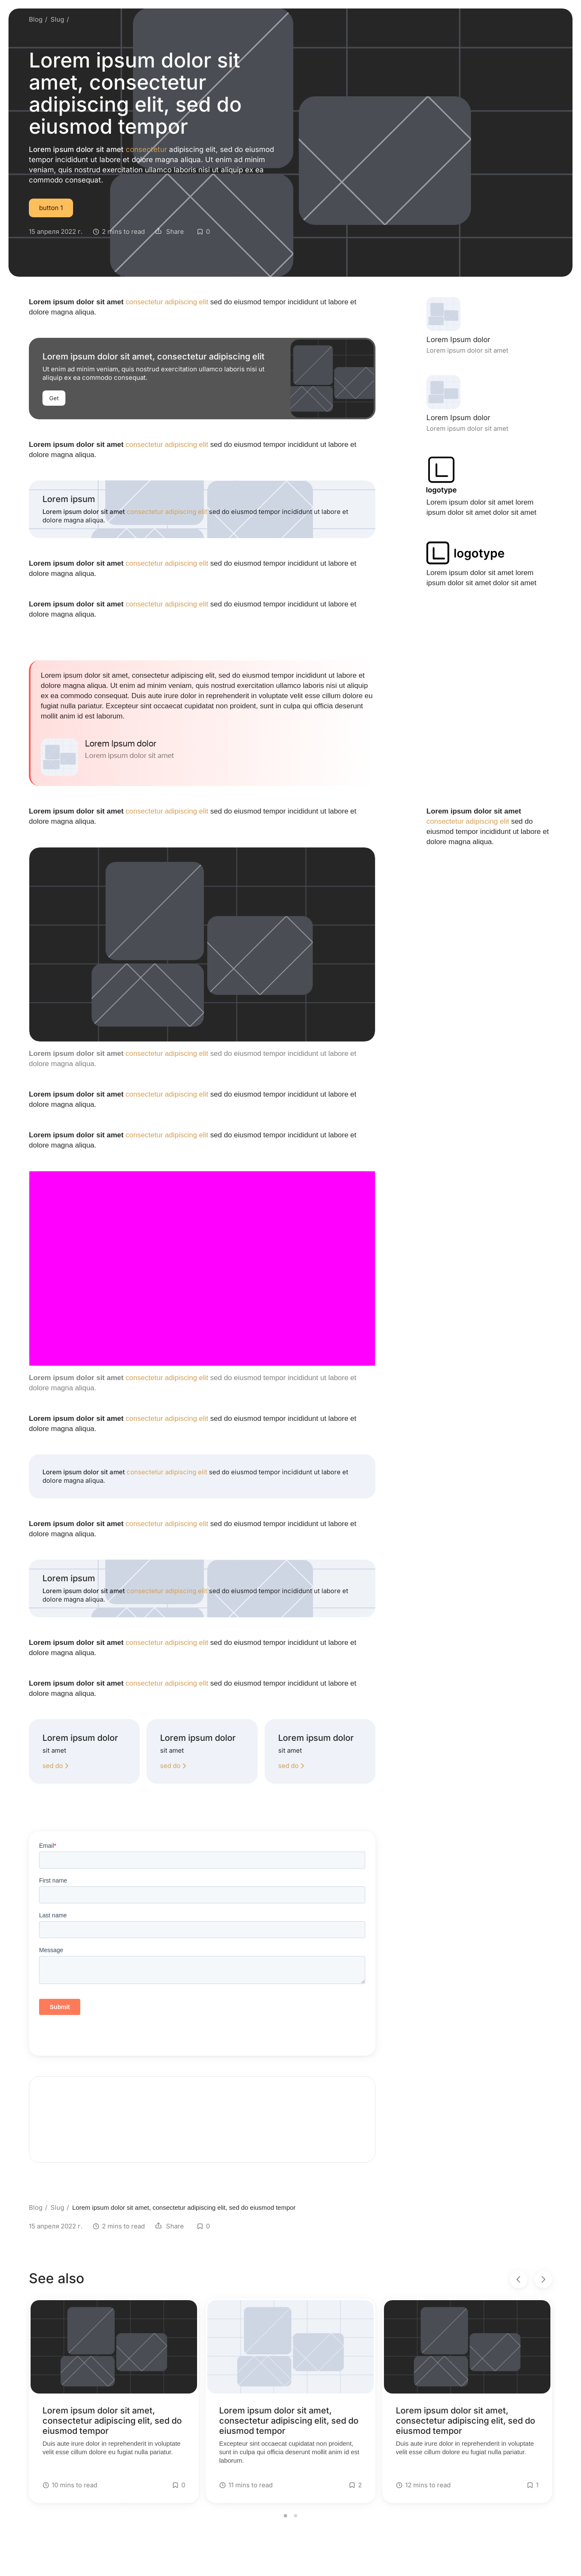 Blog / Slug /
Lorem ipsum dolor sit
amet, consectetur
adipiscing elit, sed do
eiusmod tempor
Lorem ipsum dolor sit amet consectetur adipiscing elit, sed do eiusmod
tempor incididunt ut labore et dolore magna aliqua. Ut enim ad minim
veniam, quis nostrud exercitation ullamco laboris nisi ut aliquip ex ea
commodo consequat.
button 1
15 апреля 2022 г. 2 mins to read Share 0
Lorem ipsum dolor sit amet consectetur adipiscing elit sed do eiusmod tempor incididunt ut labore et
dolore magna aliqua.
Lorem ipsum dolor sit amet, consectetur adipiscing elit
Ut enim ad minim veniam, quis nostrud exercitation ullamco laboris nisi ut
aliquip ex ea commodo consequat.
Get
Lorem ipsum dolor sit amet consectetur adipiscing elit sed do eiusmod tempor incididunt ut labore et
dolore magna aliqua.
Lorem ipsum
Lorem ipsum dolor sit amet consectetur adipiscing elit sed do eiusmod tempor incididunt ut labore et
dolore magna aliqua.
Lorem ipsum dolor sit amet consectetur adipiscing elit sed do eiusmod tempor incididunt ut labore et
dolore magna aliqua.
Lorem ipsum dolor sit amet consectetur adipiscing elit sed do eiusmod tempor incididunt ut labore et
dolore magna aliqua.
Lorem Ipsum dolor
Lorem ipsum dolor sit amet
Lorem Ipsum dolor
Lorem ipsum dolor sit amet
logotype
Lorem ipsum dolor sit amet lorem
ipsum dolor sit amet dolor sit amet
logotype
Lorem ipsum dolor sit amet lorem
ipsum dolor sit amet dolor sit amet
Lorem ipsum dolor sit amet, consectetur adipiscing elit, sed do eiusmod tempor incididunt ut labore et
dolore magna aliqua. Ut enim ad minim veniam, quis nostrud exercitation ullamco laboris nisi ut aliquip
ex ea commodo consequat. Duis aute irure dolor in reprehenderit in voluptate velit esse cillum dolore eu
fugiat nulla pariatur. Excepteur sint occaecat cupidatat non proident, sunt in culpa qui officia deserunt
mollit anim id est laborum.
Lorem Ipsum dolor
Lorem ipsum dolor sit amet
Lorem ipsum dolor sit amet consectetur adipiscing elit sed do eiusmod tempor incididunt ut labore et
dolore magna aliqua.
Lorem ipsum dolor sit amet
consectetur adipiscing elit sed do
eiusmod tempor incididunt ut labore et
dolore magna aliqua.
Lorem ipsum dolor sit amet consectetur adipiscing elit sed do eiusmod tempor incididunt ut labore et
dolore magna aliqua.
Lorem ipsum dolor sit amet consectetur adipiscing elit sed do eiusmod tempor incididunt ut labore et
dolore magna aliqua.
Lorem ipsum dolor sit amet consectetur adipiscing elit sed do eiusmod tempor incididunt ut labore et
dolore magna aliqua.
Lorem ipsum dolor sit amet consectetur adipiscing elit sed do eiusmod tempor incididunt ut labore et
dolore magna aliqua.
Lorem ipsum dolor sit amet consectetur adipiscing elit sed do eiusmod tempor incididunt ut labore et
dolore magna aliqua.
Lorem ipsum dolor sit amet consectetur adipiscing elit sed do eiusmod tempor incididunt ut labore et
dolore magna aliqua.
Lorem ipsum dolor sit amet consectetur adipiscing elit sed do eiusmod tempor incididunt ut labore et
dolore magna aliqua.
Lorem ipsum
Lorem ipsum dolor sit amet consectetur adipiscing elit sed do eiusmod tempor incididunt ut labore et
dolore magna aliqua.
Lorem ipsum dolor sit amet consectetur adipiscing elit sed do eiusmod tempor incididunt ut labore et
dolore magna aliqua.
Lorem ipsum dolor sit amet consectetur adipiscing elit sed do eiusmod tempor incididunt ut labore et
dolore magna aliqua.
Lorem ipsum dolor
sit amet
sed do
Lorem ipsum dolor
sit amet
sed do
Lorem ipsum dolor
sit amet
sed do
Email*
First name
Last name
Message
Submit
Blog / Slug / Lorem ipsum dolor sit amet, consectetur adipiscing elit, sed do eiusmod tempor
15 апреля 2022 г. 2 mins to read Share 0
See also
Lorem ipsum dolor sit amet,
consectetur adipiscing elit, sed do
eiusmod tempor
Duis aute irure dolor in reprehenderit in voluptate
velit esse cillum dolore eu fugiat nulla pariatur.
10 mins to read 0
Lorem ipsum dolor sit amet,
consectetur adipiscing elit, sed do
eiusmod tempor
Excepteur sint occaecat cupidatat non proident,
sunt in culpa qui officia deserunt mollit anim id est
laborum.
11 mins to read 2
Lorem ipsum dolor sit amet,
consectetur adipiscing elit, sed do
eiusmod tempor
Duis aute irure dolor in reprehenderit in voluptate
velit esse cillum dolore eu fugiat nulla pariatur.
12 mins to read 1